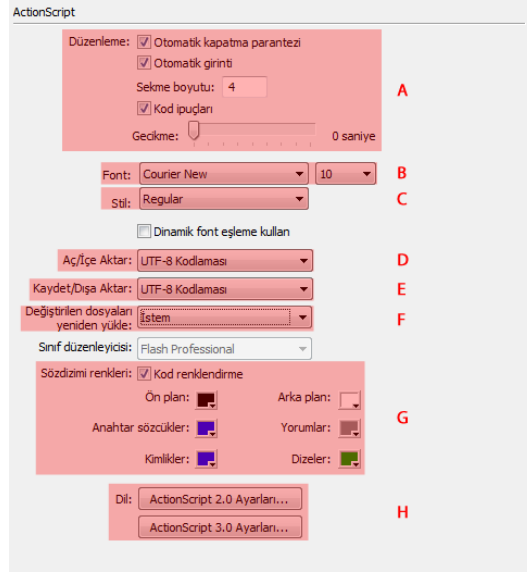 ActionScript
Düzenleme: Otomatik kapatma parantezi
Otomatik girinti
Sekme boyutu: 4
A
Kod ipuçları
Gecikme: 0 saniye
Font: Courier New 10 B
Stil: Regular C
Dinamik font eşleme kullan
Aç/İçe Aktar: UTF-8 Kodlaması D
Kaydet/Dışa Aktar: UTF-8 Kodlaması E
Değiştirilen dosyaları
yeniden yükle: İstem F
Sınıf düzenleyicisi: Flash Professional
Sözdizimi renkleri: Kod renklendirme
Ön plan: Arka plan:
G
Anahtar sözcükler: Yorumlar:
Kimlikler: Dizeler:
Dil: ActionScript 2.0 Ayarları...
H
ActionScript 3.0 Ayarları...